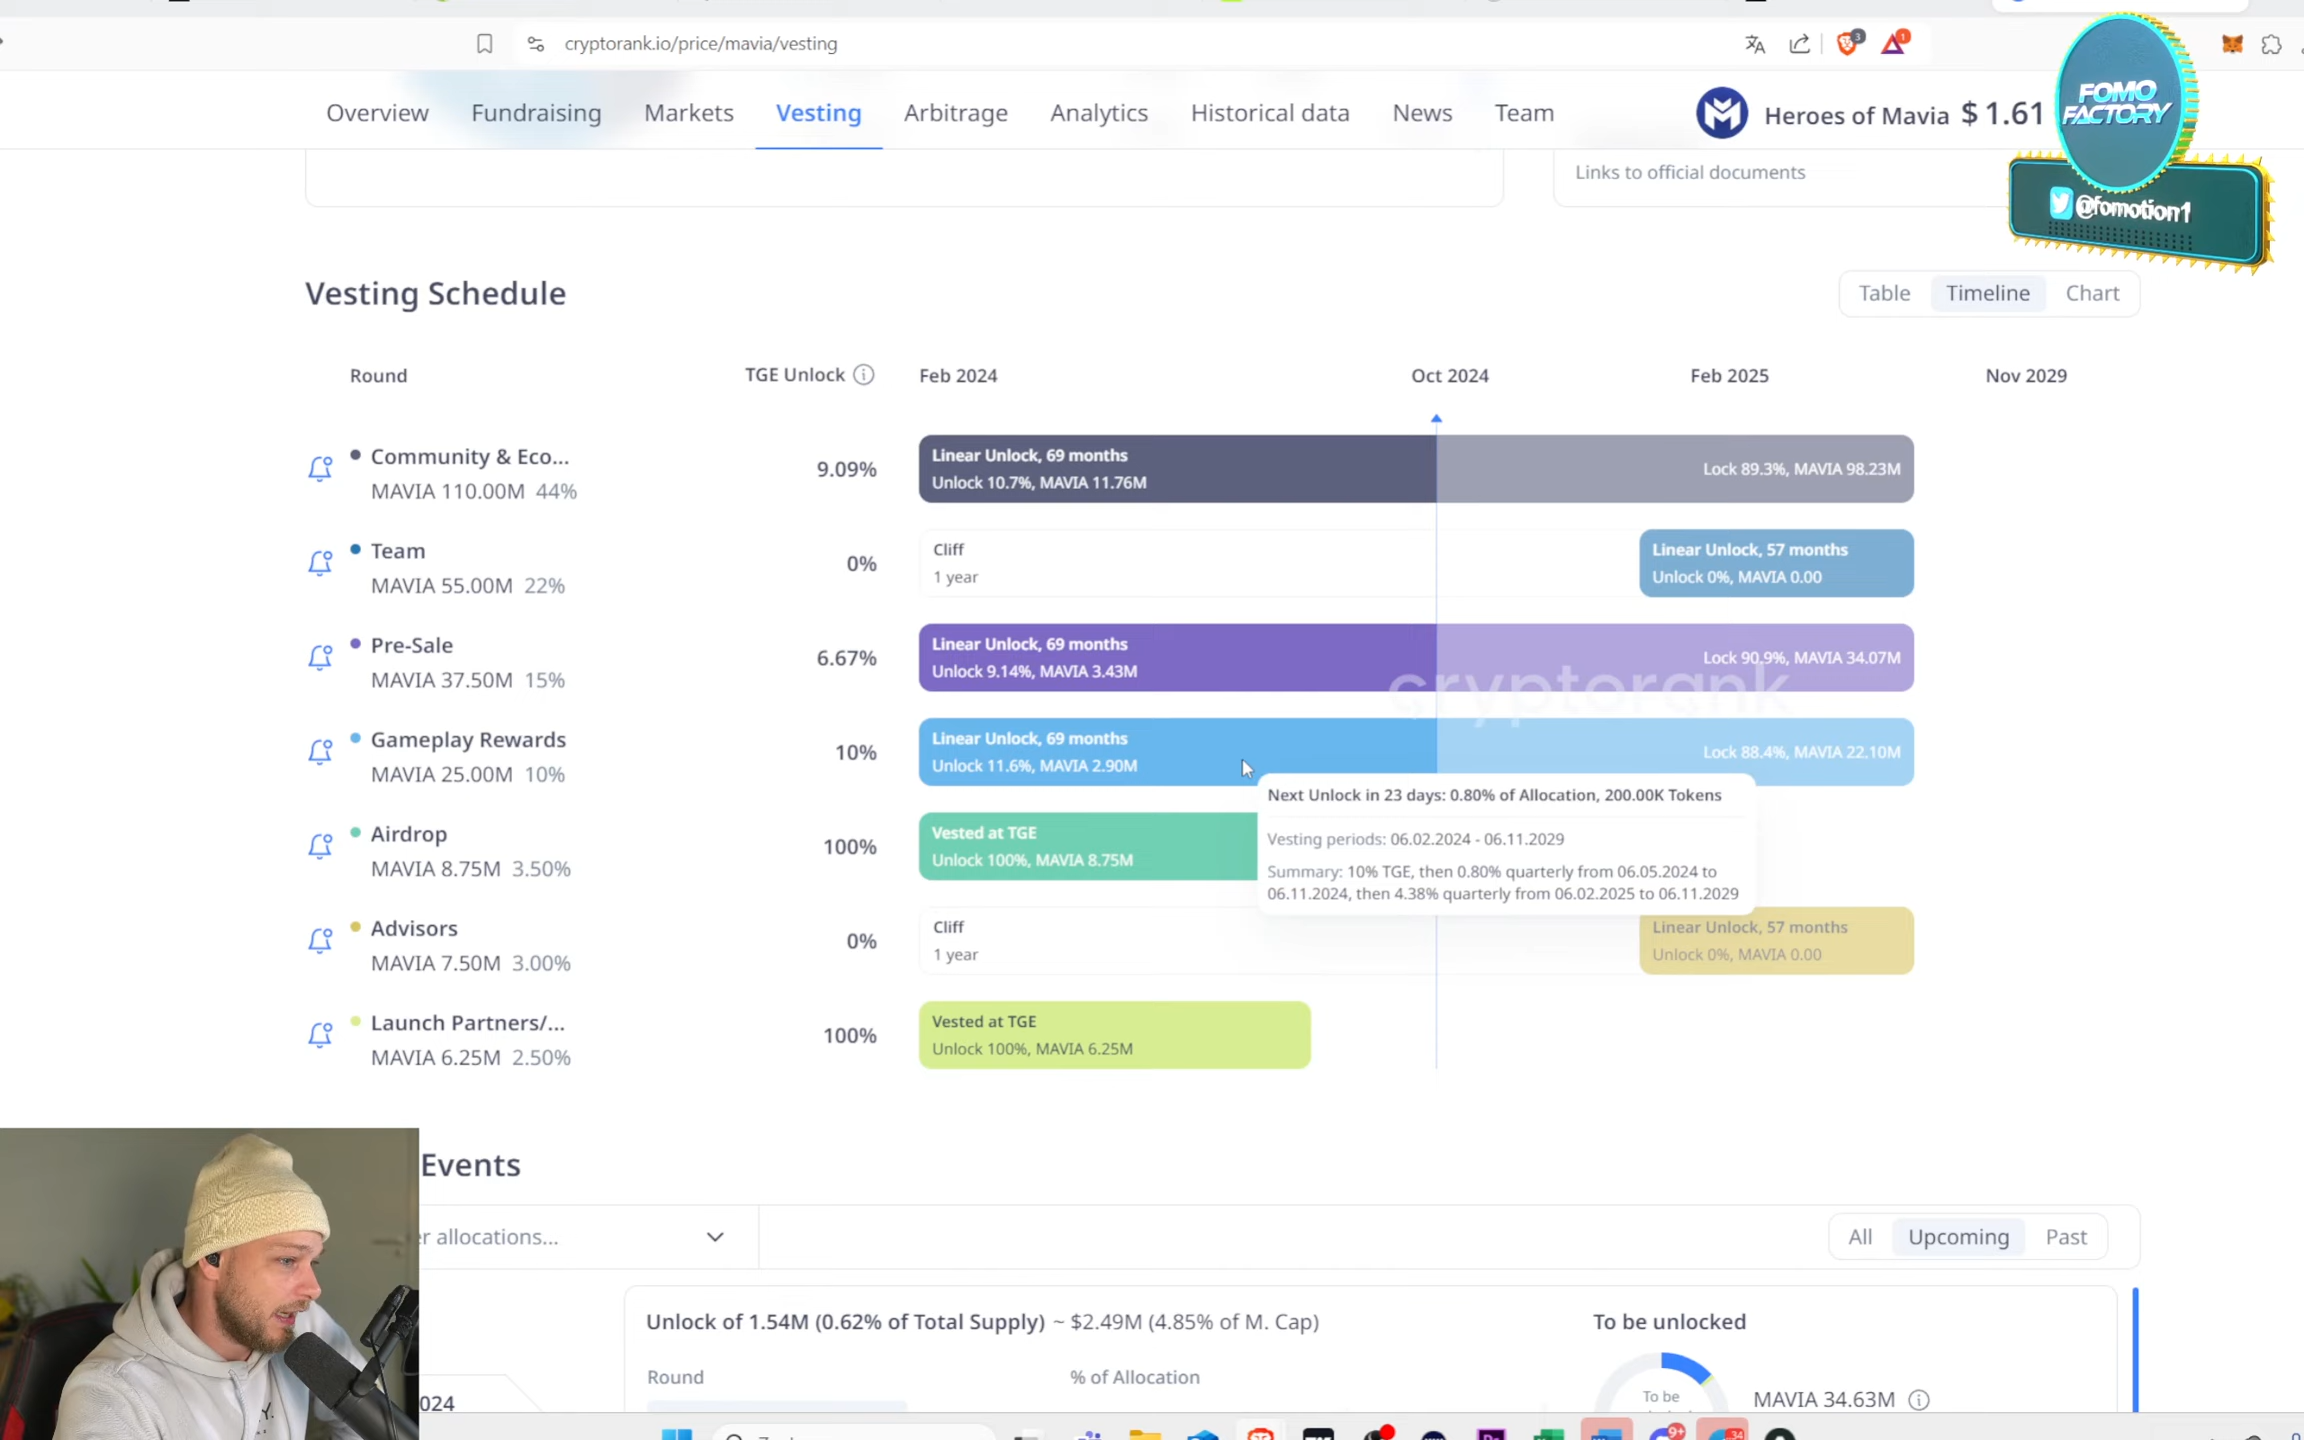 cryptorank.io/price/mavia/vesting
3
1
FOMO
FACTORY
@fomotion1
Overview
Fundraising
Markets
Vesting
Arbitrage
Analytics
Historical data
News
Team
Heroes of Mavia $ 1.61
Links to official documents
Vesting Schedule
Table
Timeline
Chart
Round
TGE Unlock
Feb 2024
Oct 2024
Feb 2025
Nov 2029
Community & Eco...
MAVIA 110.00M 44%
9.09%
Linear Unlock, 69 months
Unlock 10.7%, MAVIA 11.76M
Lock 89.3%, MAVIA 98.23M
Team
MAVIA 55.00M 22%
0%
Cliff
1 year
Linear Unlock, 57 months
Unlock 0%, MAVIA 0.00
Pre-Sale
MAVIA 37.50M 15%
6.67%
Linear Unlock, 69 months
Unlock 9.14%, MAVIA 3.43M
Lock 90.9%, MAVIA 34.07M
cryptorank
Gameplay Rewards
MAVIA 25.00M 10%
10%
Linear Unlock, 69 months
Unlock 11.6%, MAVIA 2.90M
Lock 88.4%, MAVIA 22.10M
Next Unlock in 23 days: 0.80% of Allocation, 200.00K Tokens
Vesting periods: 06.02.2024 - 06.11.2029
Summary: 10% TGE, then 0.80% quarterly from 06.05.2024 to
06.11.2024, then 4.38% quarterly from 06.02.2025 to 06.11.2029
Airdrop
MAVIA 8.75M 3.50%
100%
Vested at TGE
Unlock 100%, MAVIA 8.75M
Advisors
MAVIA 7.50M 3.00%
0%
Cliff
1 year
Linear Unlock, 57 months
Unlock 0%, MAVIA 0.00
Launch Partners/...
MAVIA 6.25M 2.50%
100%
Vested at TGE
Unlock 100%, MAVIA 6.25M
Events
r allocations...
All
Upcoming
Past
Unlock of 1.54M (0.62% of Total Supply) ~ $2.49M (4.85% of M. Cap)
To be unlocked
Round
% of Allocation
To be
MAVIA 34.63M
024
9+
34